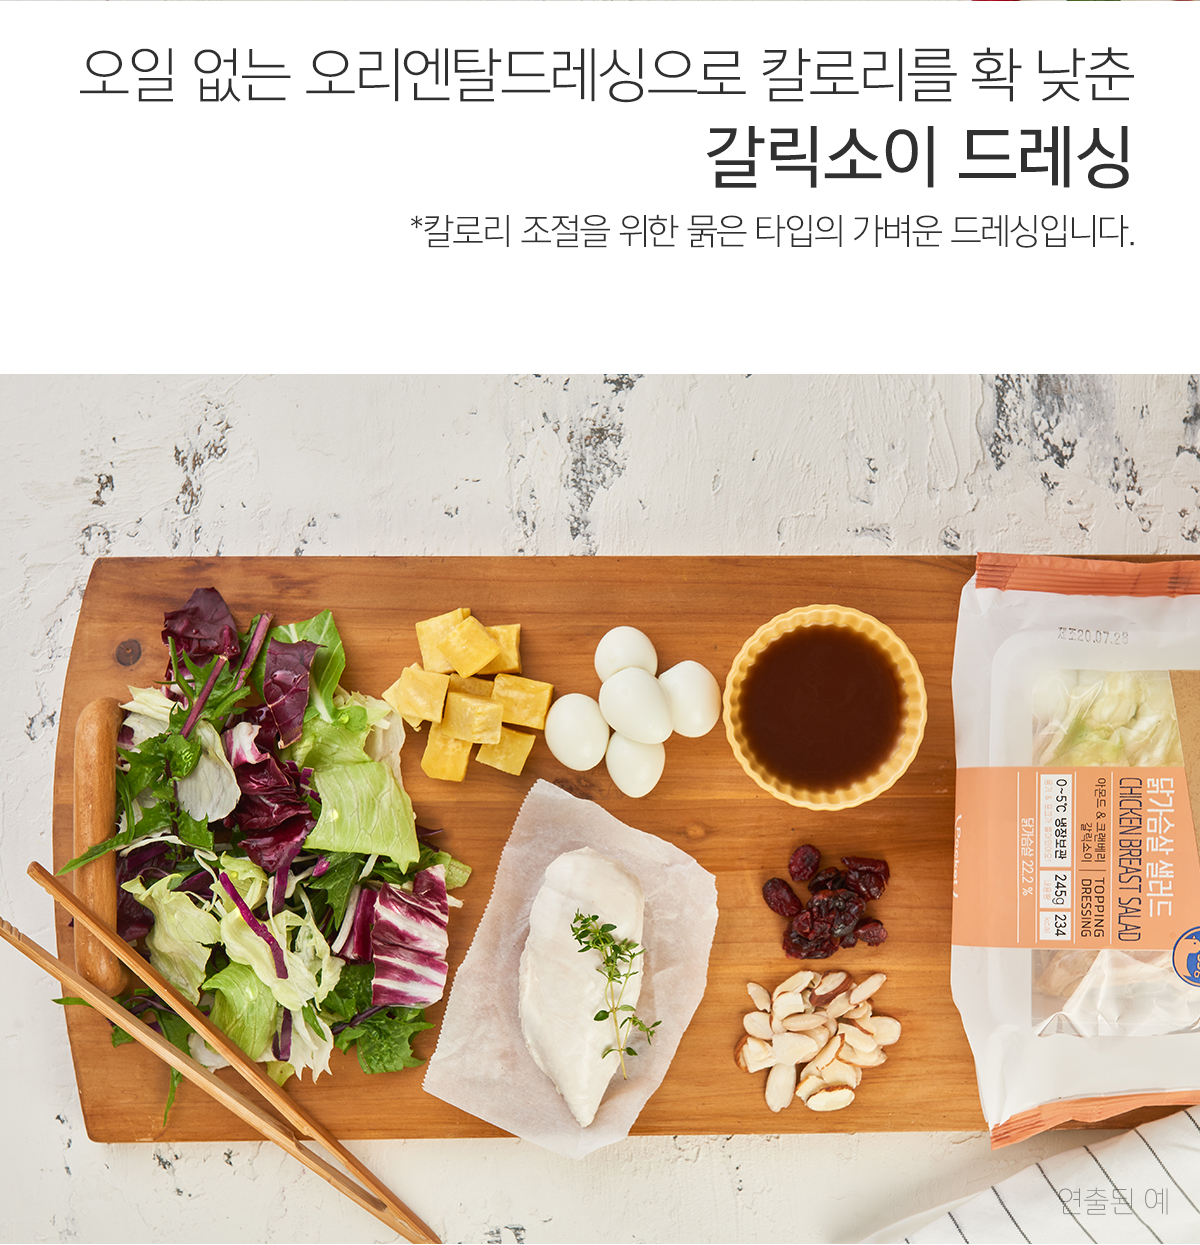 오일 없는 오리엔탈드레싱으로 칼로리를 확 낮춘
갈릭소이 드레싱
*칼로리 조절을 위한 묽은 타입의 가벼운 드레싱입니다.
제조20.07.28
닭가슴살 샐러드
CHICKEN BREAST SALAD
아몬드 & 크랜베리 | TOPPING
갈릭소이 | DRESSING
0~5℃ 냉장보관
245g
234
닭가슴살 22.2 %
연출된 예